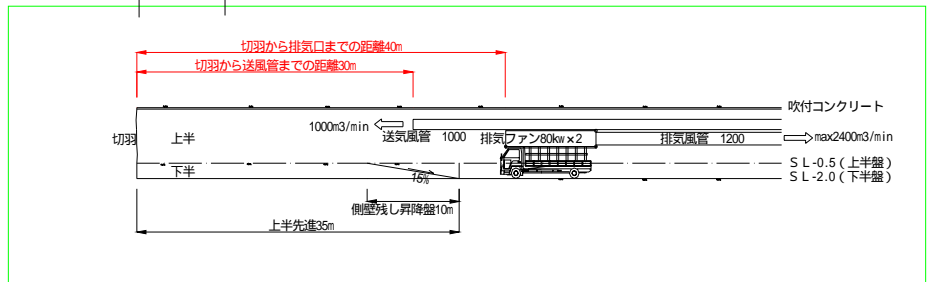 切羽から排気口までの距離40m
切羽から送風管までの距離30m
吹付コンクリート
切羽
上半
1000m3/min
送気風管 1000
排気ファン80kw×2
排気風管 1200
max2400m3/min
下半
15%
SL-0.5(上半盤)
SL-2.0(下半盤)
側壁残し昇降盤10m
上半先進35m